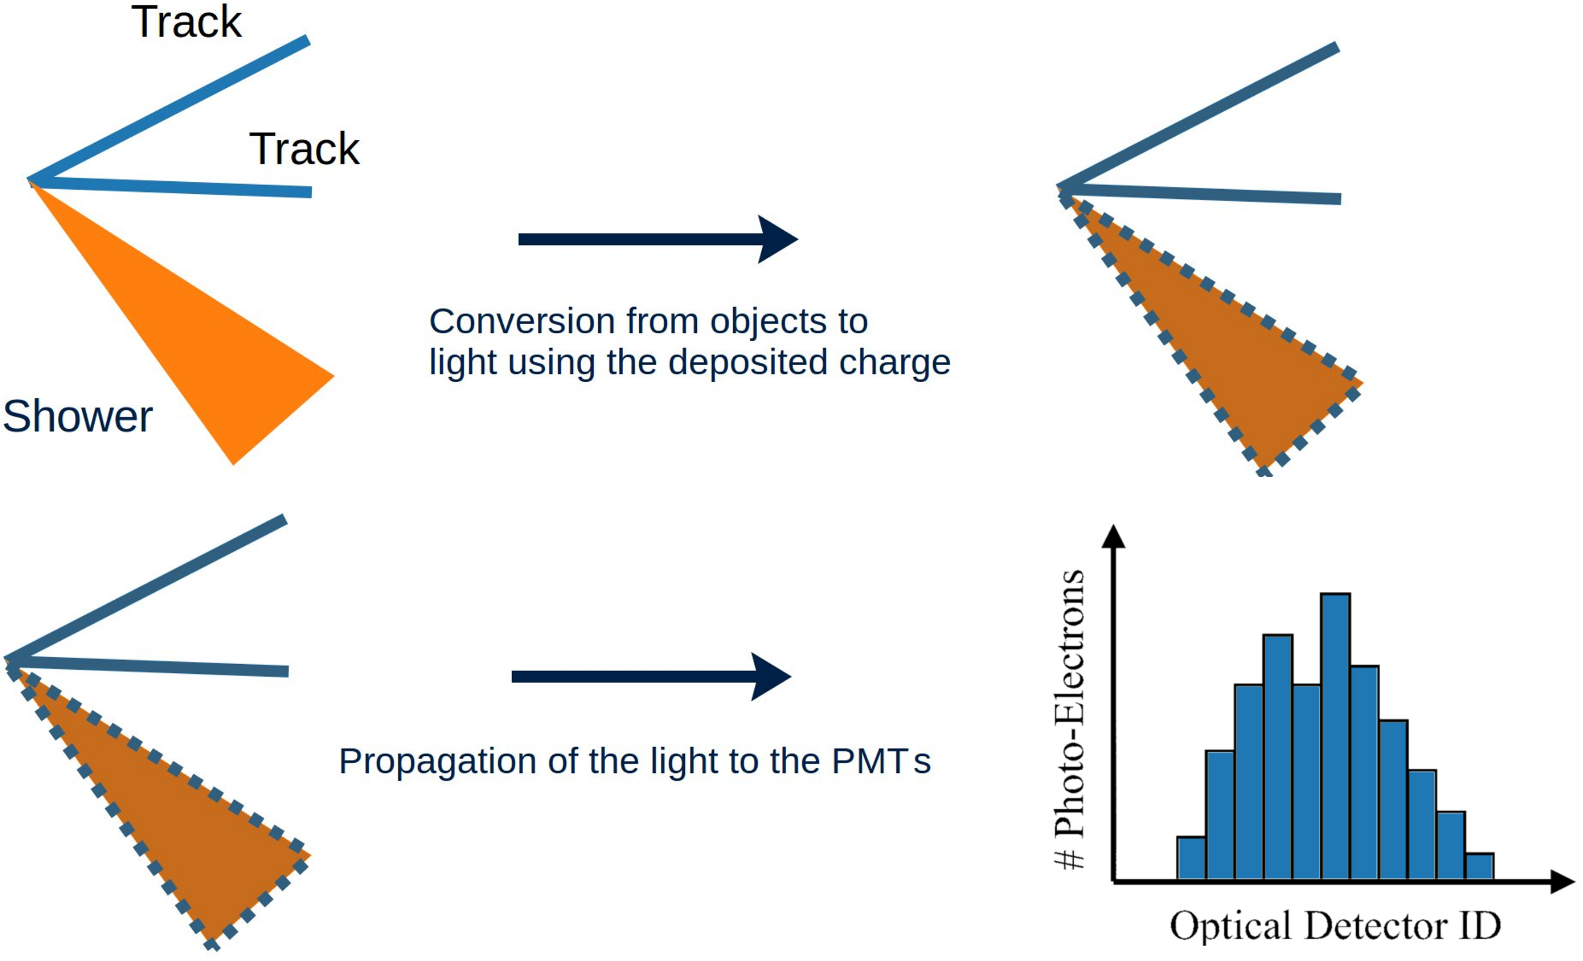 Track
Track
Shower
Conversion from objects to
light using the deposited charge
Propagation of the light to the PMTs
# Photo-Electrons
Optical Detector ID